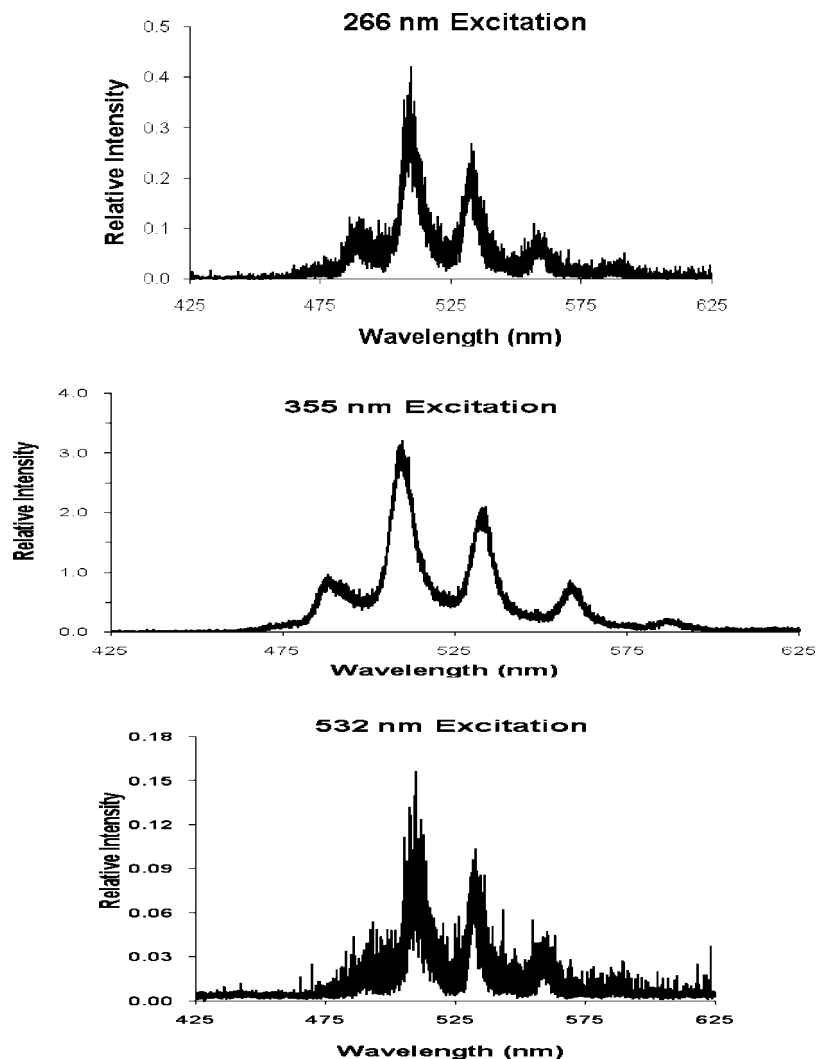 266 nm Excitation
0.5
0.4
0.3
0.2
0.1
0.0
Relative Intensity
425 475 525 575 625
Wavelength (nm)
355 nm Excitation
4.0
3.0
2.0
1.0
0.0
Relative Intensity
425 475 525 575 625
Wavelength (nm)
532 nm Excitation
0.18
0.15
0.12
0.09
0.06
0.03
0.00
Relative Intensity
425 475 525 575 625
Wavelength (nm)